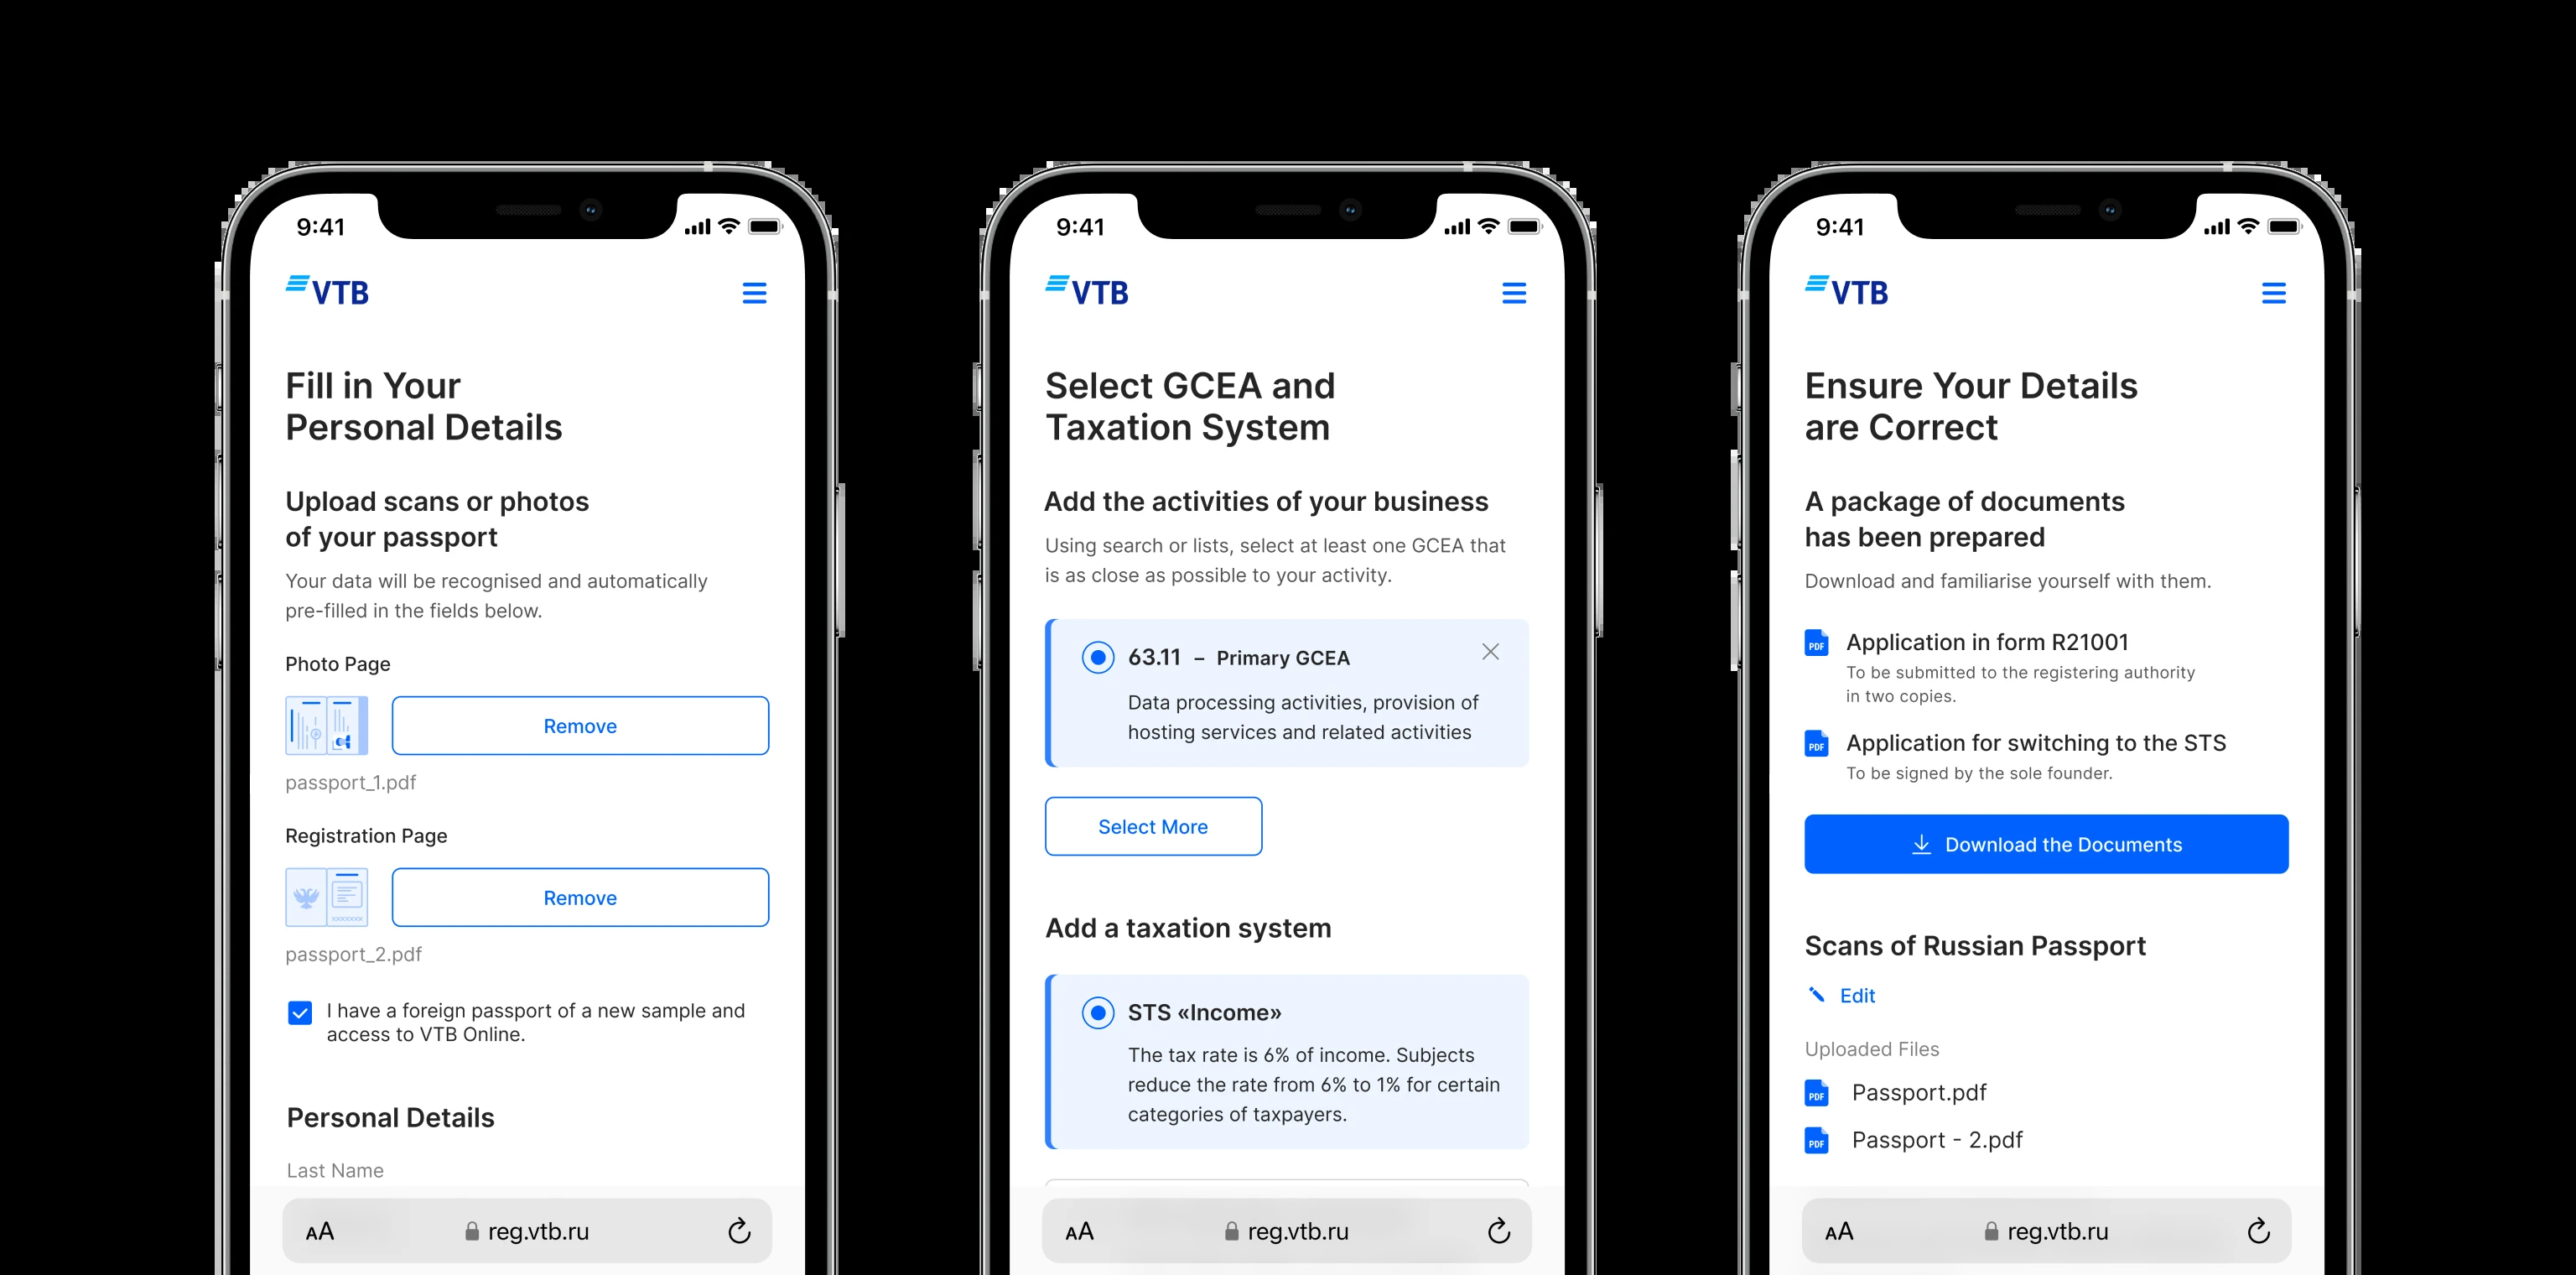 9:41
VTB
Fill in Your
Personal Details
Upload scans or photos
of your passport
Your data will be recognised and automatically
pre-filled in the fields below.
Photo Page
Remove
passport_1.pdf
Registration Page
Remove
passport_2.pdf
I have a foreign passport of a new sample and
access to VTB Online.
Personal Details
Last Name
AA
reg.vtb.ru
9:41
VTB
Select GCEA and
Taxation System
Add the activities of your business
Using search or lists, select at least one GCEA that
is as close as possible to your activity.
63.11 – Primary GCEA
Data processing activities, provision of
hosting services and related activities
Select More
Add a taxation system
STS «Income»
The tax rate is 6% of income. Subjects
reduce the rate from 6% to 1% for certain
categories of taxpayers.
AA
reg.vtb.ru
9:41
VTB
Ensure Your Details
are Correct
A package of documents
has been prepared
Download and familiarise yourself with them.
PDF
Application in form R21001
To be submitted to the registering authority
in two copies.
PDF
Application for switching to the STS
To be signed by the sole founder.
Download the Documents
Scans of Russian Passport
Edit
Uploaded Files
PDF
Passport.pdf
PDF
Passport - 2.pdf
AA
reg.vtb.ru